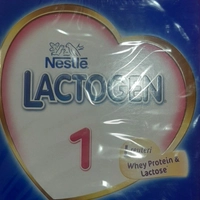 Nestlé
LACTOGEN
1
Whey Protein &
Lactose